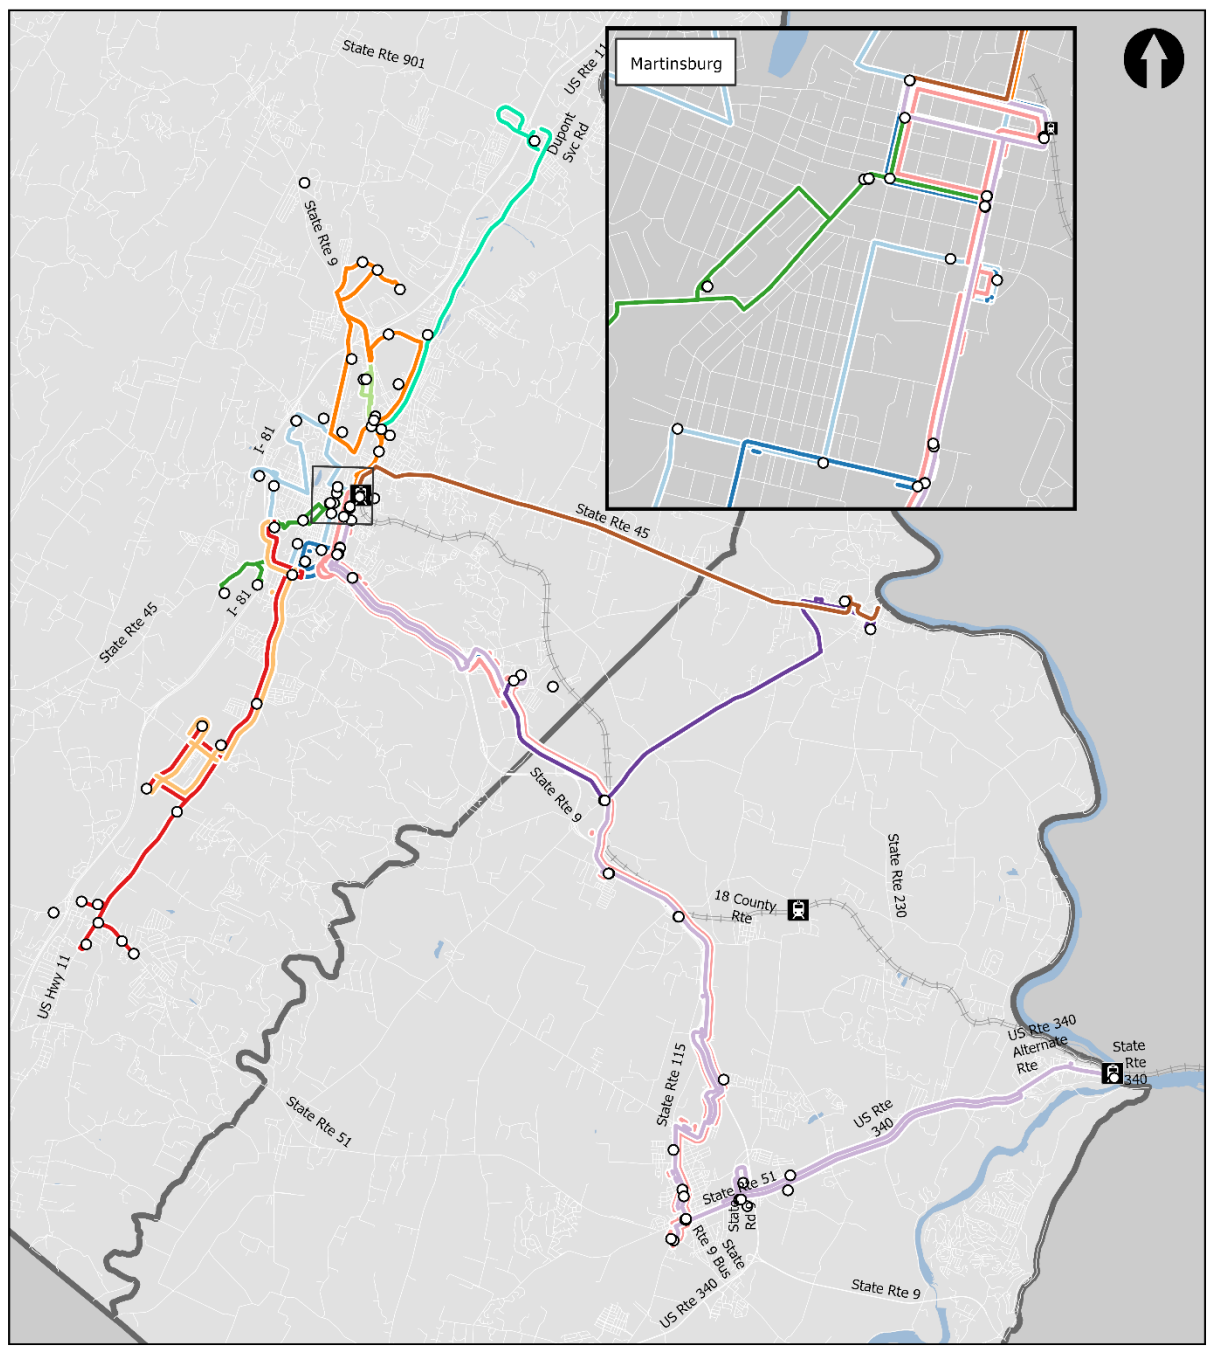 State Rte 901
US Rte 11
Martinsburg
Dupont
Svc Rd
State Rte 9
I- 81
State Rte 45
I- 81
State Rte 45
State Rte 9
State Rte 230
18 County
Rte
US Hwy 11
US Rte 340
Alternate
Rte
State
Rte
340
State Rte 115
US Rte
340
State Rte 51
State Rte 51
State
Rd 9
Rte 9 Bus
State
US Rte 340
State Rte 9